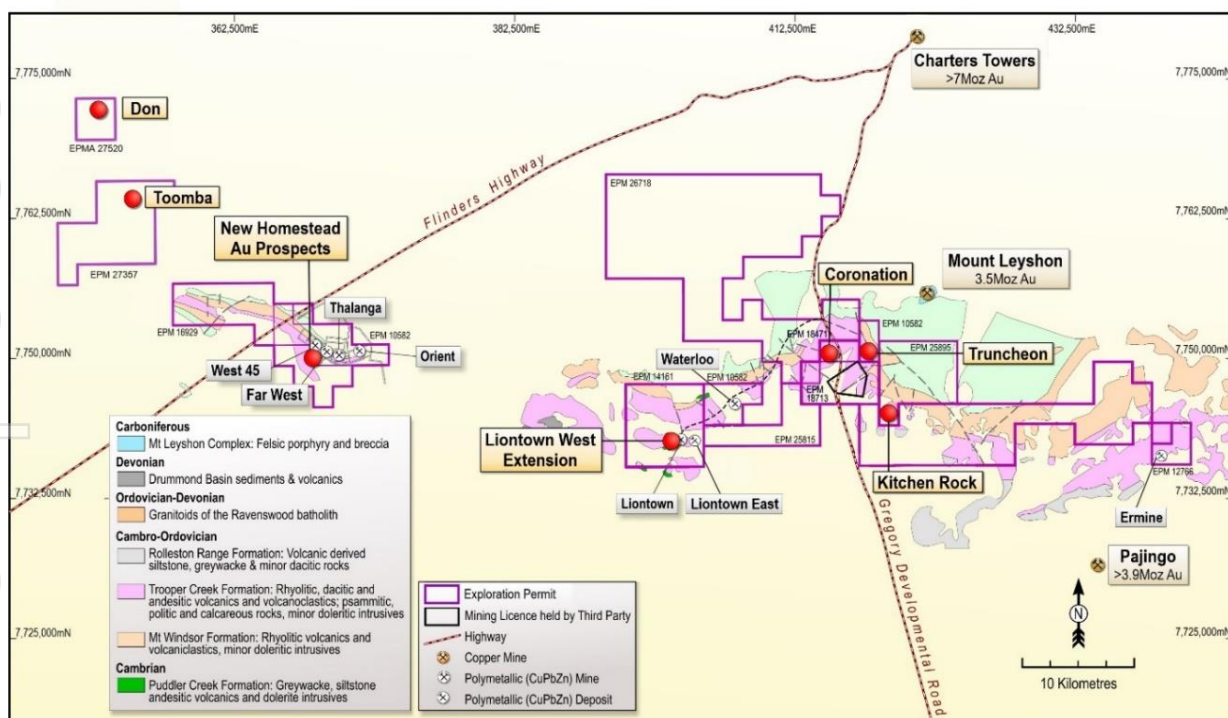 362,500mE
382,500mE
412,500mE
432,500mE
7,775,000mN
7,775,000mN
Charters Towers
>7Moz Au
Don
EPMA 27520
Flinders Highway
EPM 26718
Toomba
7,762,500mN
7,762,500mN
New Homestead
Au Prospects
EPM 27357
Mount Leyshon
3.5Moz Au
Coronation
Thalanga
EPM 16929
EPM 10582
EPM 18471
EPM 10582
7,750,000mN
7,750,000mN
Orient
West 45
Far West
Waterloo
EPM 25895
Truncheon
EPM 14161
EPM 10582
EPM
18713
Liontown West
Extension
EPM 25815
Kitchen Rock
EPM 12766
Ermine
7,732,500mN
7,732,500mN
Liontown
Liontown East
Gregory Developmental Road
Pajingo
>3.9Moz Au
7,725,000mN
7,725,000mN
Carboniferous
Mt Leyshon Complex: Felsic porphyry and breccia
Devonian
Drummond Basin sediments & volcanics
Ordovician-Devonian
Granitoids of the Ravenswood batholith
Cambro-Ordovician
Rolleston Range Formation: Volcanic derived
siltstone, greywacke & minor dacitic rocks
Trooper Creek Formation: Rhyolitic, dacitic and
andesitic volcanics and volcanoclastics; psammitic,
politic and calcareous rocks, minor doleritic intrusives
Mt Windsor Formation: Rhyolitic volcanics and
volcaniclastics, minor doleritic intrusives
Cambrian
Puddler Creek Formation: Greywacke, siltstone
andesitic volcanics and dolerite intrusives
Exploration Permit
Mining Licence held by Third Party
Highway
Copper Mine
Polymetallic (CuPbZn) Mine
Polymetallic (CuPbZn) Deposit
N
10 Kilometres